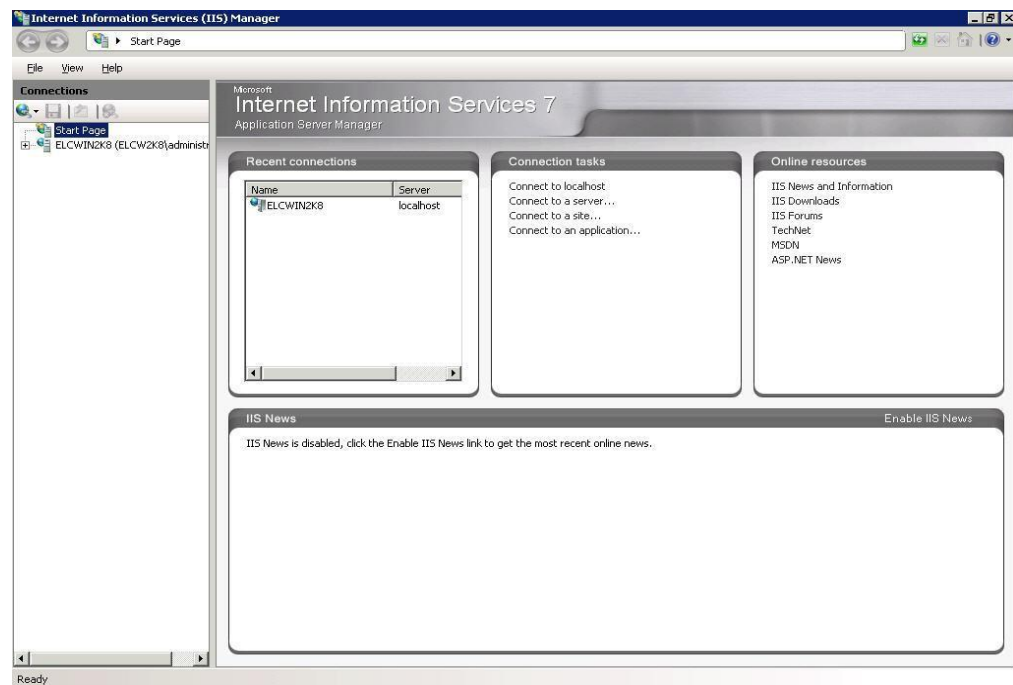 Internet Information Services (IIS) Manager
Start Page
File View Help
Connections
Start Page
ELCWIN2K8 (ELCW2K8\administr
Microsoft
Internet Information Services 7
Application Server Manager
Recent connections
Name Server
ELCWIN2K8 localhost
Connection tasks
Connect to localhost
Connect to a server...
Connect to a site...
Connect to an application...
Online resources
IIS News and Information
IIS Downloads
IIS Forums
TechNet
MSDN
ASP.NET News
IIS News Enable IIS News
IIS News is disabled, click the Enable IIS News link to get the most recent online news.
Ready